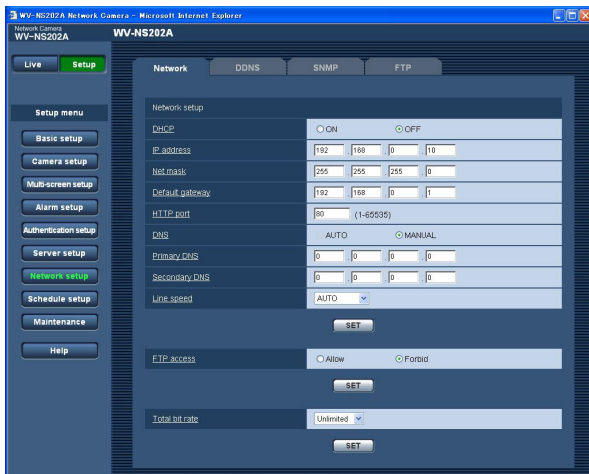 WV-NS202A Network Camera - Microsoft Internet Explorer
Network Camera
WV-NS202A
WV-NS202A
Live Setup
Network DDNS SNMP FTP
Setup menu
Basic setup
Camera setup
Multi-screen setup
Alarm setup
Authentication setup
Server setup
Network setup
Schedule setup
Maintenance
Help
Network setup
DHCP ON OFF
IP address 192 . 168 . 0 . 10
Net mask 255 . 255 . 255 . 0
Default gateway 192 . 168 . 0 . 1
HTTP port 80 (1-65535)
DNS AUTO MANUAL
Primary DNS 0 . 0 . 0 . 0
Secondary DNS 0 . 0 . 0 . 0
Line speed AUTO
SET
FTP access Allow Forbid
SET
Total bit rate Unlimited
SET